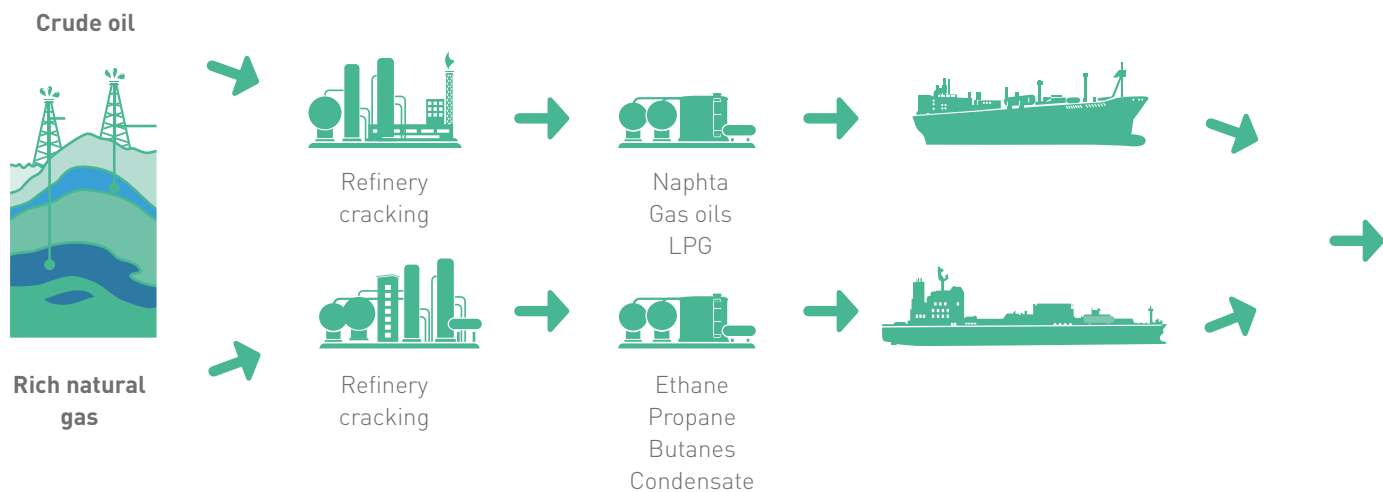 Crude oil
Refinery
cracking
Naphta
Gas oils
LPG
Rich natural
gas
Refinery
cracking
Ethane
Propane
Butanes
Condensate